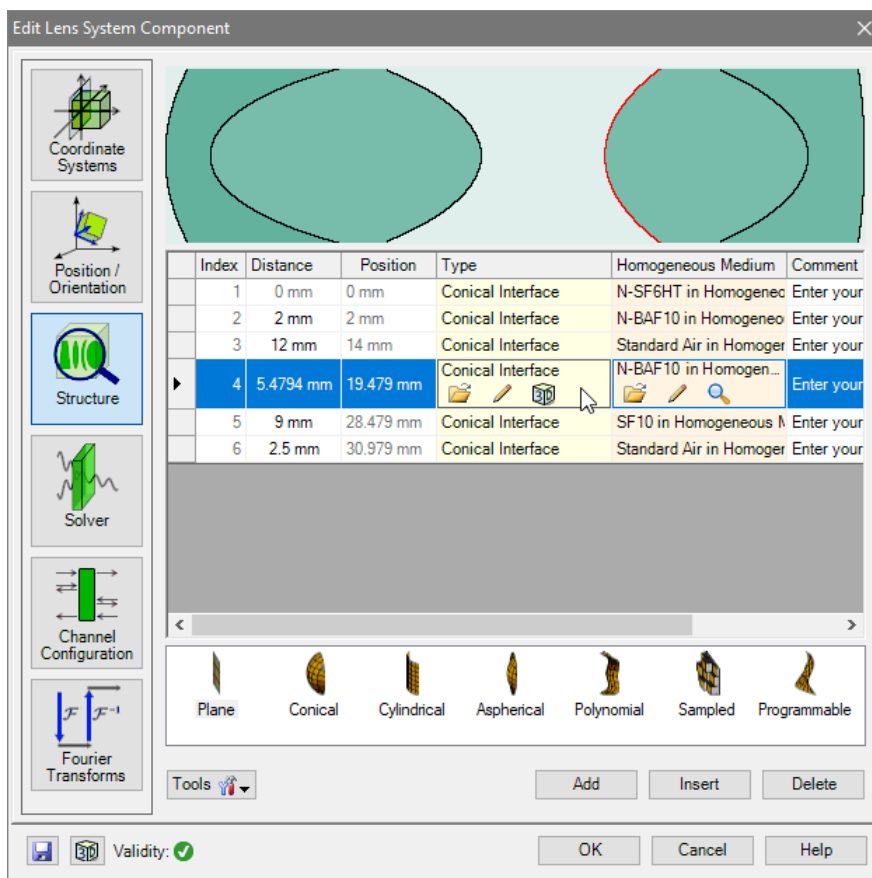 Edit Lens System Component
Coordinate
Systems
Position /
Orientation
Structure
Solver
Channel
Configuration
Fourier
Transforms
Index Distance Position Type Homogeneous Medium Comment
1 0 mm 0 mm Conical Interface N-SF6HT in Homogeneo Enter your
2 2 mm 2 mm Conical Interface N-BAF10 in Homogeneo Enter your
3 12 mm 14 mm Conical Interface Standard Air in Homoger Enter your
4 5.4794 mm 19.479 mm Conical Interface N-BAF10 in Homogen... Enter your
3D
5 9 mm 28.479 mm Conical Interface SF10 in Homogeneous M Enter your
6 2.5 mm 30.979 mm Conical Interface Standard Air in Homoger Enter your
Plane Conical Cylindrical Aspherical Polynomial Sampled Programmable
Tools Add Insert Delete
3D Validity: OK Cancel Help